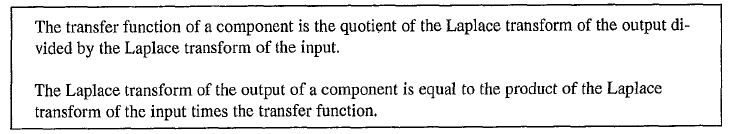 The transfer function of a component is the quotient of the Laplace transform of the output di-
vided by the Laplace transform of the input.
The Laplace transform of the output of a component is equal to the product of the Laplace
transform of the input times the transfer function.